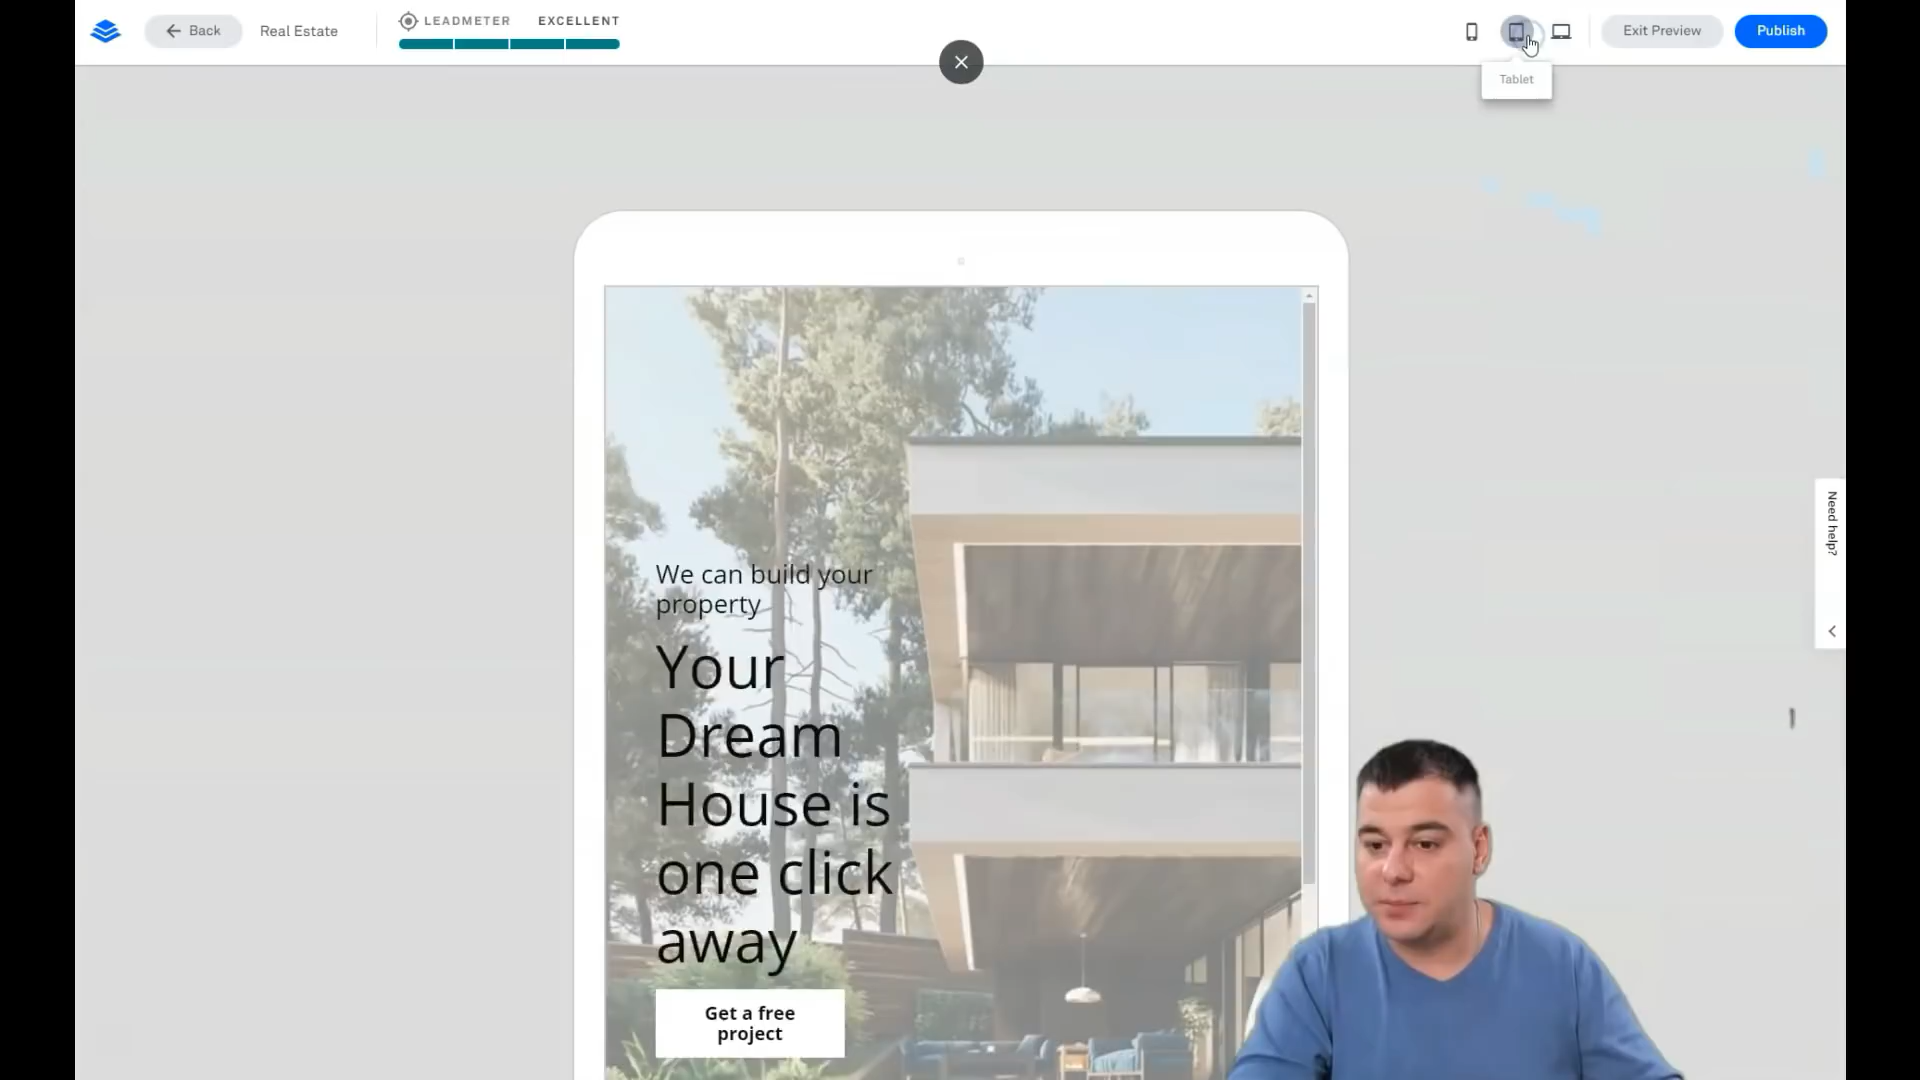 Back
Real Estate
LEADMETER EXCELLENT
Exit Preview
Publish
Tablet
We can build your
property
Your
Dream
House is
one click
away
Get a free
project
Need help?